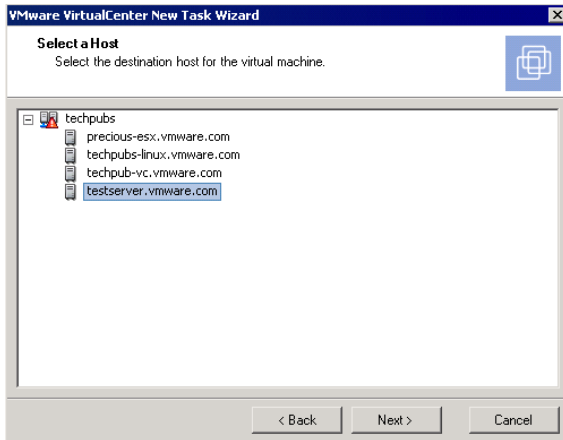 VMware VirtualCenter New Task Wizard
Select a Host
Select the destination host for the virtual machine.
techpubs
precious-esx.vmware.com
techpubs-linux.vmware.com
techpub-vc.vmware.com
testserver.vmware.com
< Back
Next >
Cancel